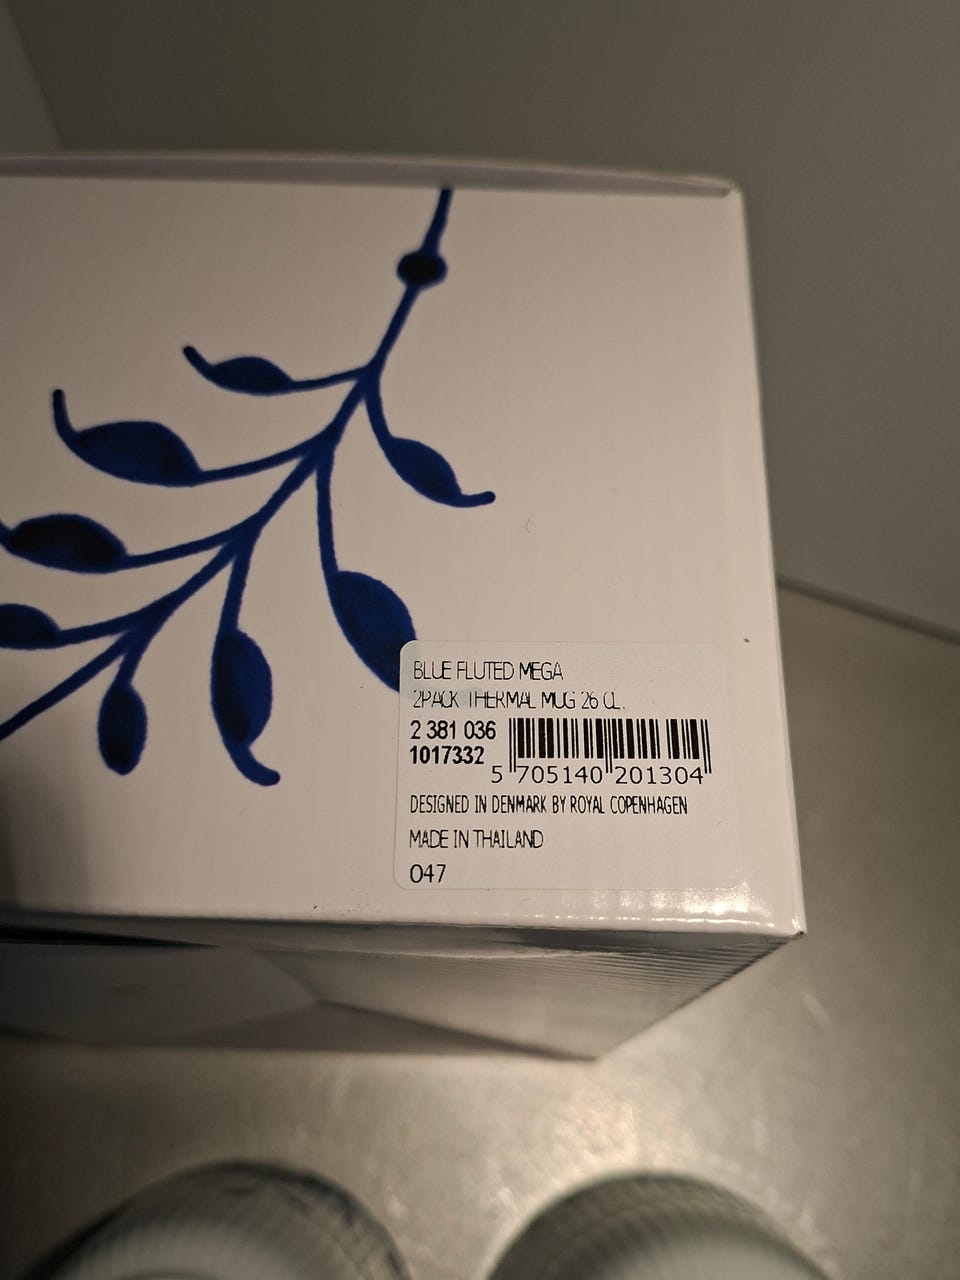 BLUE FLUTED MEGA
2PACK THERMAL MUG 26 CL.
2 381 036
1017332
5 705140 201304
DESIGNED IN DENMARK BY ROYAL COPENHAGEN
MADE IN THAILAND
047